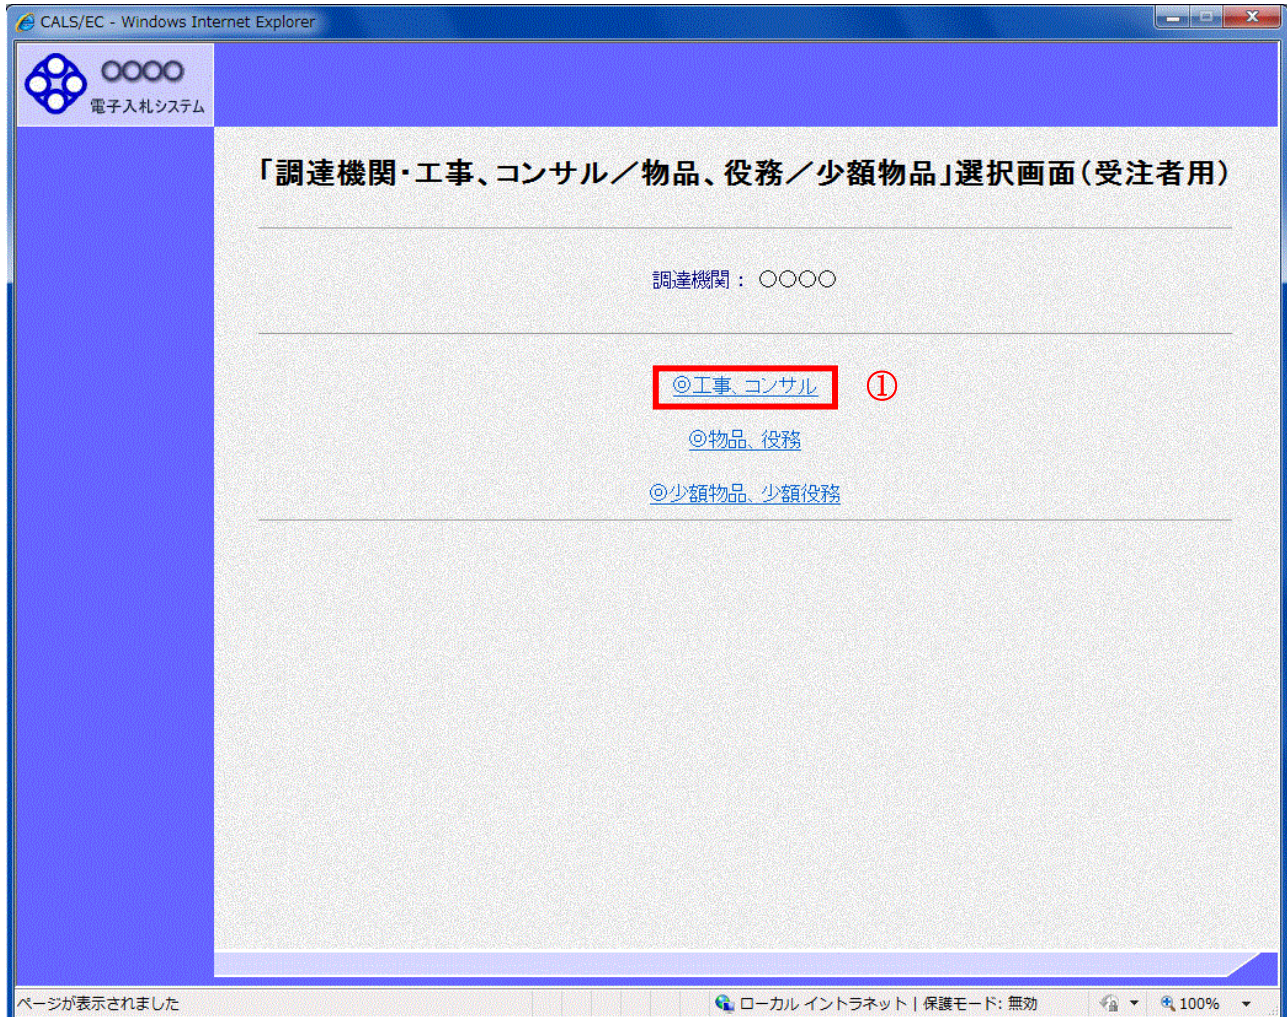 CALS/EC - Windows Internet Explorer
○○○○
電子入札システム
「調達機関・工事、コンサル／物品、役務／少額物品」選択画面（受注者用）
調達機関： ○○○○
◎工事、コンサル ①
◎物品、役務
◎少額物品、少額役務
ページが表示されました ローカル イントラネット | 保護モード: 無効 100%